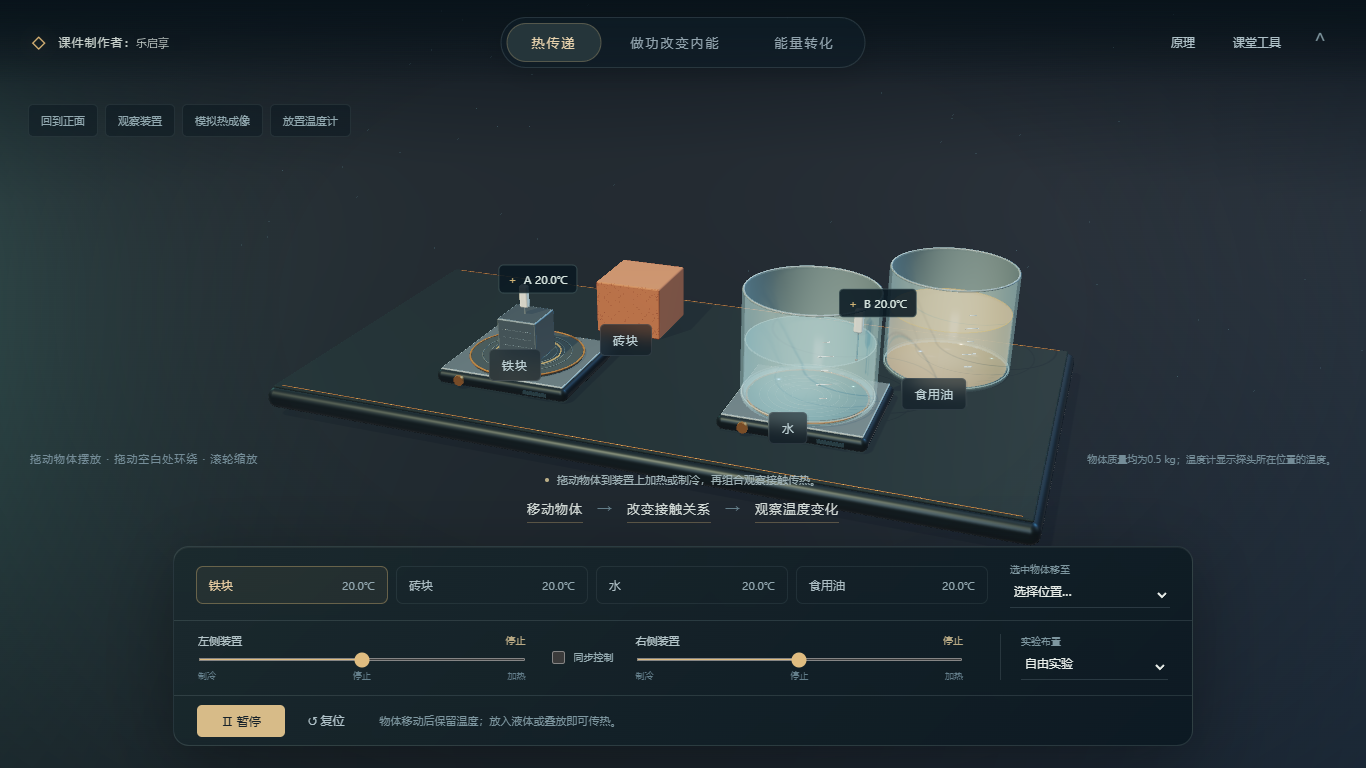 课件制作者：乐启享
热传递
做功改变内能
能量转化
原理
课堂工具
回到正面
观察装置
模拟热成像
放置温度计
+ A 20.0℃
+ B 20.0℃
砖块
铁块
食用油
水
拖动物体摆放 · 拖动空白处环绕 · 滚轮缩放
物体质量均为0.5 kg；温度计显示探头所在位置的温度。
拖动物体到装置上加热或制冷，再组合观察接触传热。
移动物体 → 改变接触关系 → 观察温度变化
铁块 20.0℃
砖块 20.0℃
水 20.0℃
食用油 20.0℃
选中物体移至
选择位置...
左侧装置 停止
制冷 停止 加热
同步控制
右侧装置 停止
制冷 停止 加热
实验布置
自由实验
暂停
↺ 复位
物体移动后保留温度；放入液体或叠放即可传热。